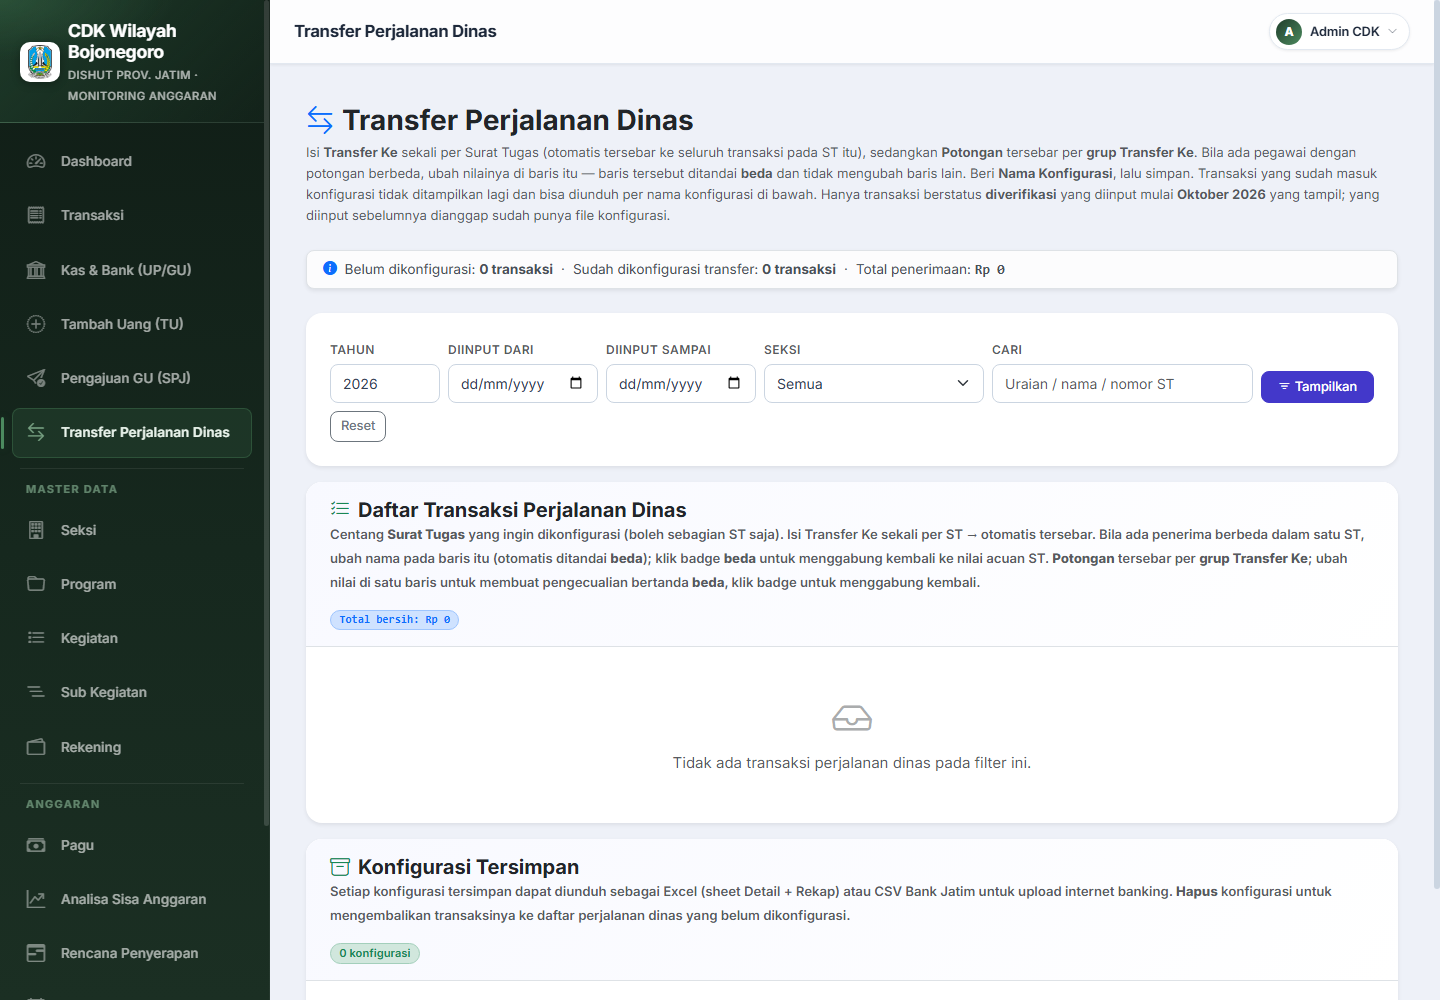 CDK Wilayah
Bojonegoro
DISHUT PROV. JATIM ·
MONITORING ANGGARAN
Dashboard
Transaksi
Kas & Bank (UP/GU)
Tambah Uang (TU)
Pengajuan GU (SPJ)
Transfer Perjalanan Dinas
MASTER DATA
Seksi
Program
Kegiatan
Sub Kegiatan
Rekening
ANGGARAN
Pagu
Analisa Sisa Anggaran
Rencana Penyerapan
Transfer Perjalanan Dinas
A Admin CDK
Transfer Perjalanan Dinas
Isi Transfer Ke sekali per Surat Tugas (otomatis tersebar ke seluruh transaksi pada ST itu), sedangkan Potongan tersebar per grup Transfer Ke. Bila ada pegawai dengan
potongan berbeda, ubah nilainya di baris itu — baris tersebut ditandai beda dan tidak mengubah baris lain. Beri Nama Konfigurasi, lalu simpan. Transaksi yang sudah masuk
konfigurasi tidak ditampilkan lagi dan bisa diunduh per nama konfigurasi di bawah. Hanya transaksi berstatus diverifikasi yang diinput mulai Oktober 2026 yang tampil; yang
diinput sebelumnya dianggap sudah punya file konfigurasi.
Belum dikonfigurasi: 0 transaksi · Sudah dikonfigurasi transfer: 0 transaksi · Total penerimaan: Rp 0
TAHUN DIINPUT DARI DIINPUT SAMPAI SEKSI CARI
2026 dd/mm/yyyy dd/mm/yyyy Semua Uraian / nama / nomor ST Tampilkan
Reset
Daftar Transaksi Perjalanan Dinas
Centang Surat Tugas yang ingin dikonfigurasi (boleh sebagian ST saja). Isi Transfer Ke sekali per ST → otomatis tersebar. Bila ada penerima berbeda dalam satu ST,
ubah nama pada baris itu (otomatis ditandai beda); klik badge beda untuk menggabung kembali ke nilai acuan ST. Potongan tersebar per grup Transfer Ke; ubah
nilai di satu baris untuk membuat pengecualian bertanda beda, klik badge untuk menggabung kembali.
Total bersih: Rp 0
Tidak ada transaksi perjalanan dinas pada filter ini.
Konfigurasi Tersimpan
Setiap konfigurasi tersimpan dapat diunduh sebagai Excel (sheet Detail + Rekap) atau CSV Bank Jatim untuk upload internet banking. Hapus konfigurasi untuk
mengembalikan transaksinya ke daftar perjalanan dinas yang belum dikonfigurasi.
0 konfigurasi